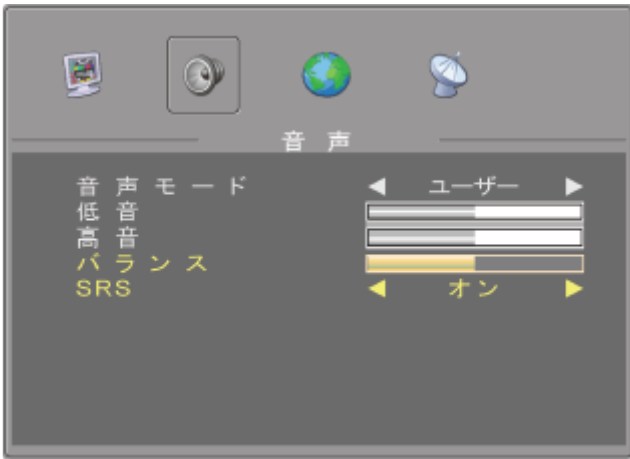 音声
音声モード ◀ ユーザー ▶
低音
高音
バランス
SRS ◀ オン ▶